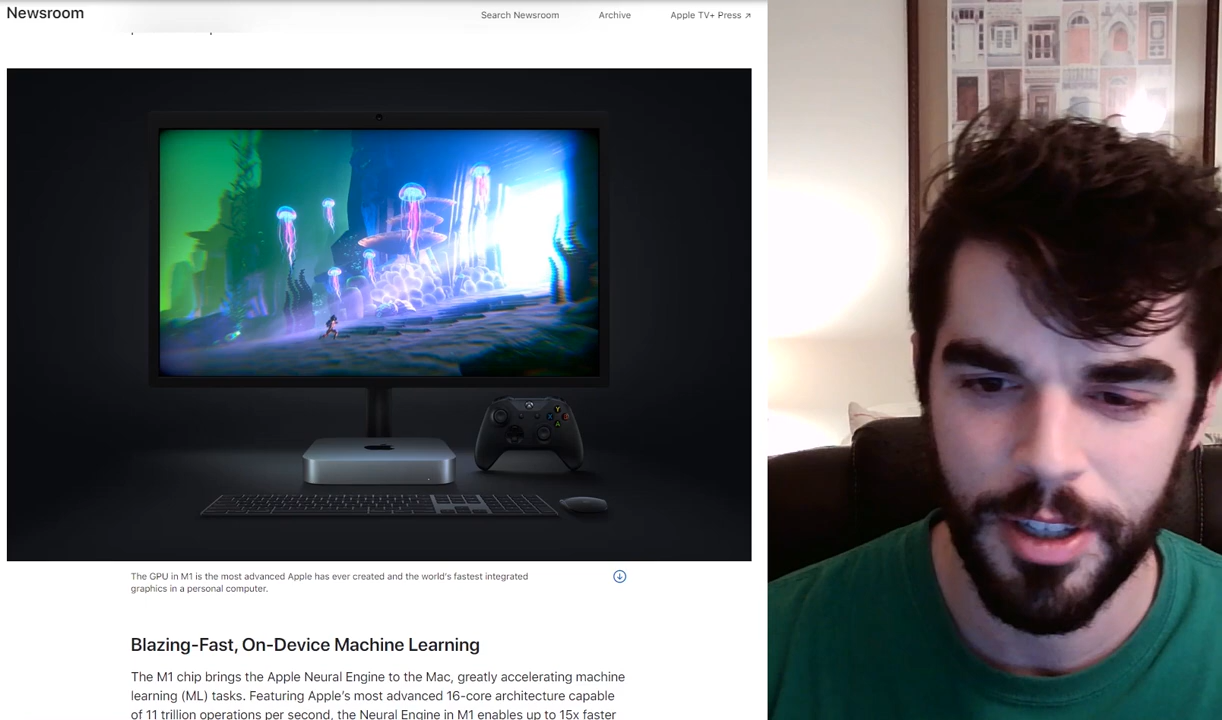 Newsroom
Search Newsroom
Archive
Apple TV+ Press ↗
The GPU in M1 is the most advanced Apple has ever created and the world's fastest integrated
graphics in a personal computer.
Blazing-Fast, On-Device Machine Learning
The M1 chip brings the Apple Neural Engine to the Mac, greatly accelerating machine
learning (ML) tasks. Featuring Apple's most advanced 16-core architecture capable
of 11 trillion operations per second, the Neural Engine in M1 enables up to 15x faster